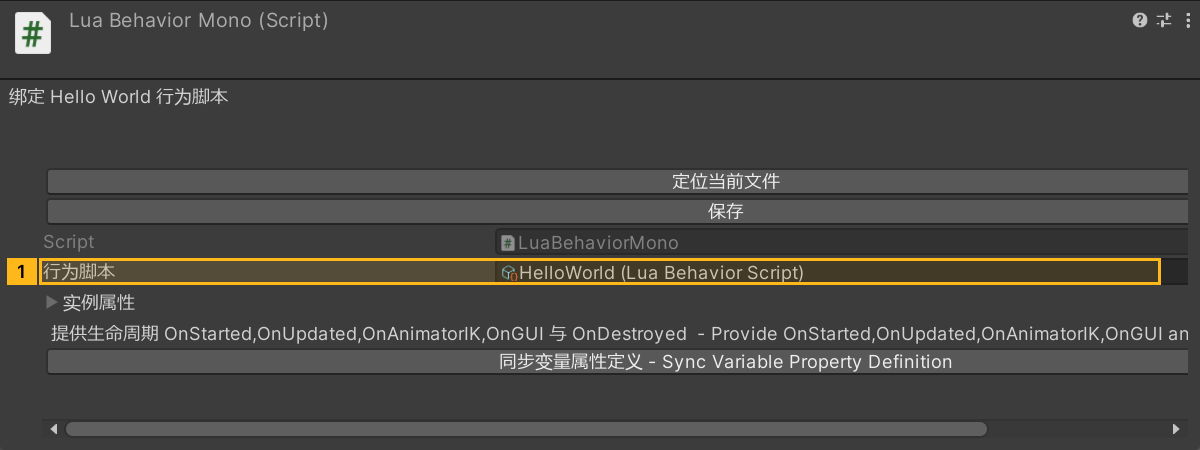 Lua Behavior Mono (Script)
绑定 Hello World 行为脚本
定位当前文件
保存
Script LuaBehaviorMono
1 行为脚本 HelloWorld (Lua Behavior Script)
实例属性
提供生命周期 OnStarted,OnUpdated,OnAnimatorIK,OnGUI 与 OnDestroyed - Provide OnStarted,OnUpdated,OnAnimatorIK,OnGUI an
同步变量属性定义 - Sync Variable Property Definition